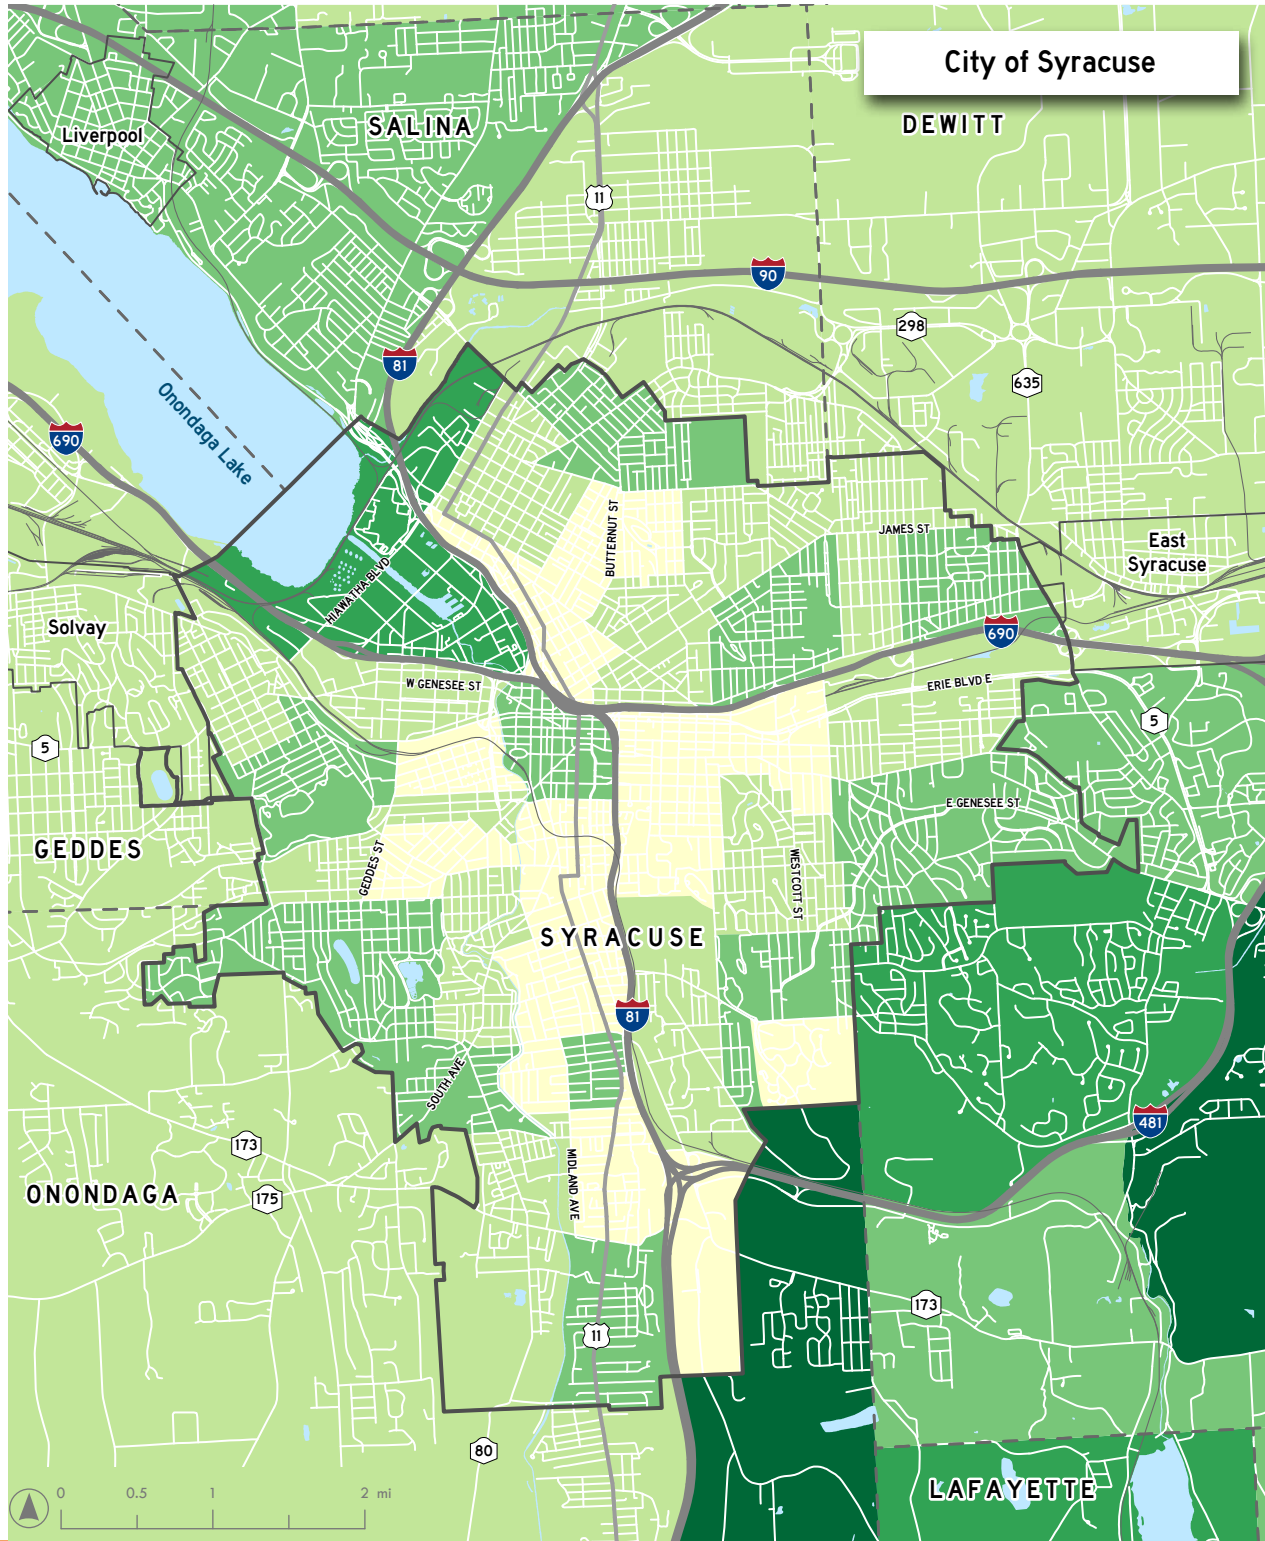 City of Syracuse
Liverpool
SALINA
DEWITT
11
90
298
81
635
Onondaga Lake
690
BUTTERNUT ST
JAMES ST
East
Syracuse
HIAWATHA BLVD
Solvay
690
W GENESEE ST
ERIE BLVD E
5
5
E GENESEE ST
GEDDES
GEDDES ST
WESTCOTT ST
SYRACUSE
81
SOUTH AVE
481
173
MIDLAND AVE
ONONDAGA
175
173
11
80
LAFAYETTE
0 0.5 1 2 mi